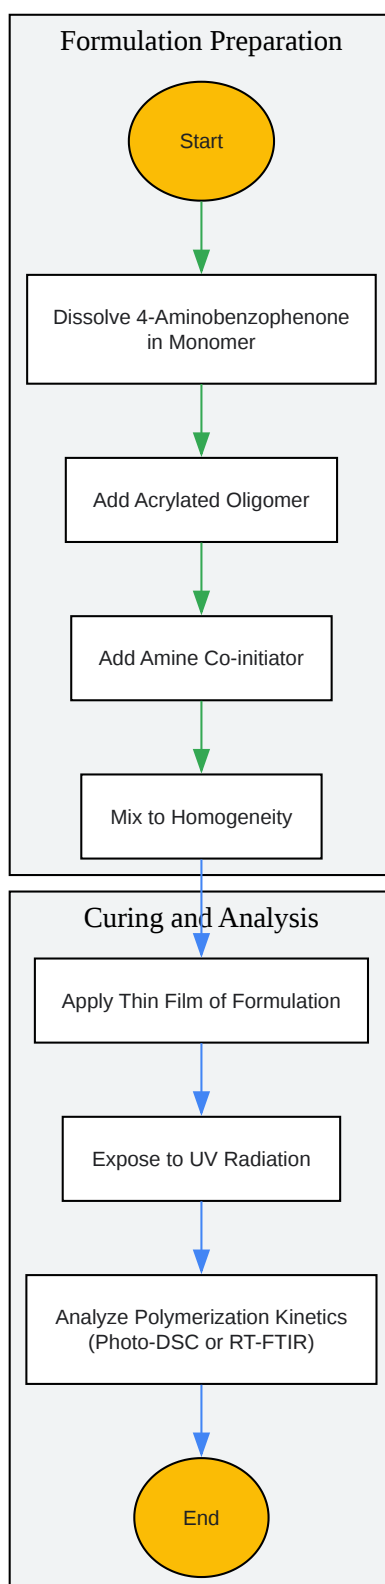 Formulation Preparation
Start
Dissolve 4-Aminobenzophenone
in Monomer
Add Acrylated Oligomer
Add Amine Co-initiator
Mix to Homogeneity
Curing and Analysis
Apply Thin Film of Formulation
Expose to UV Radiation
Analyze Polymerization Kinetics
(Photo-DSC or RT-FTIR)
End